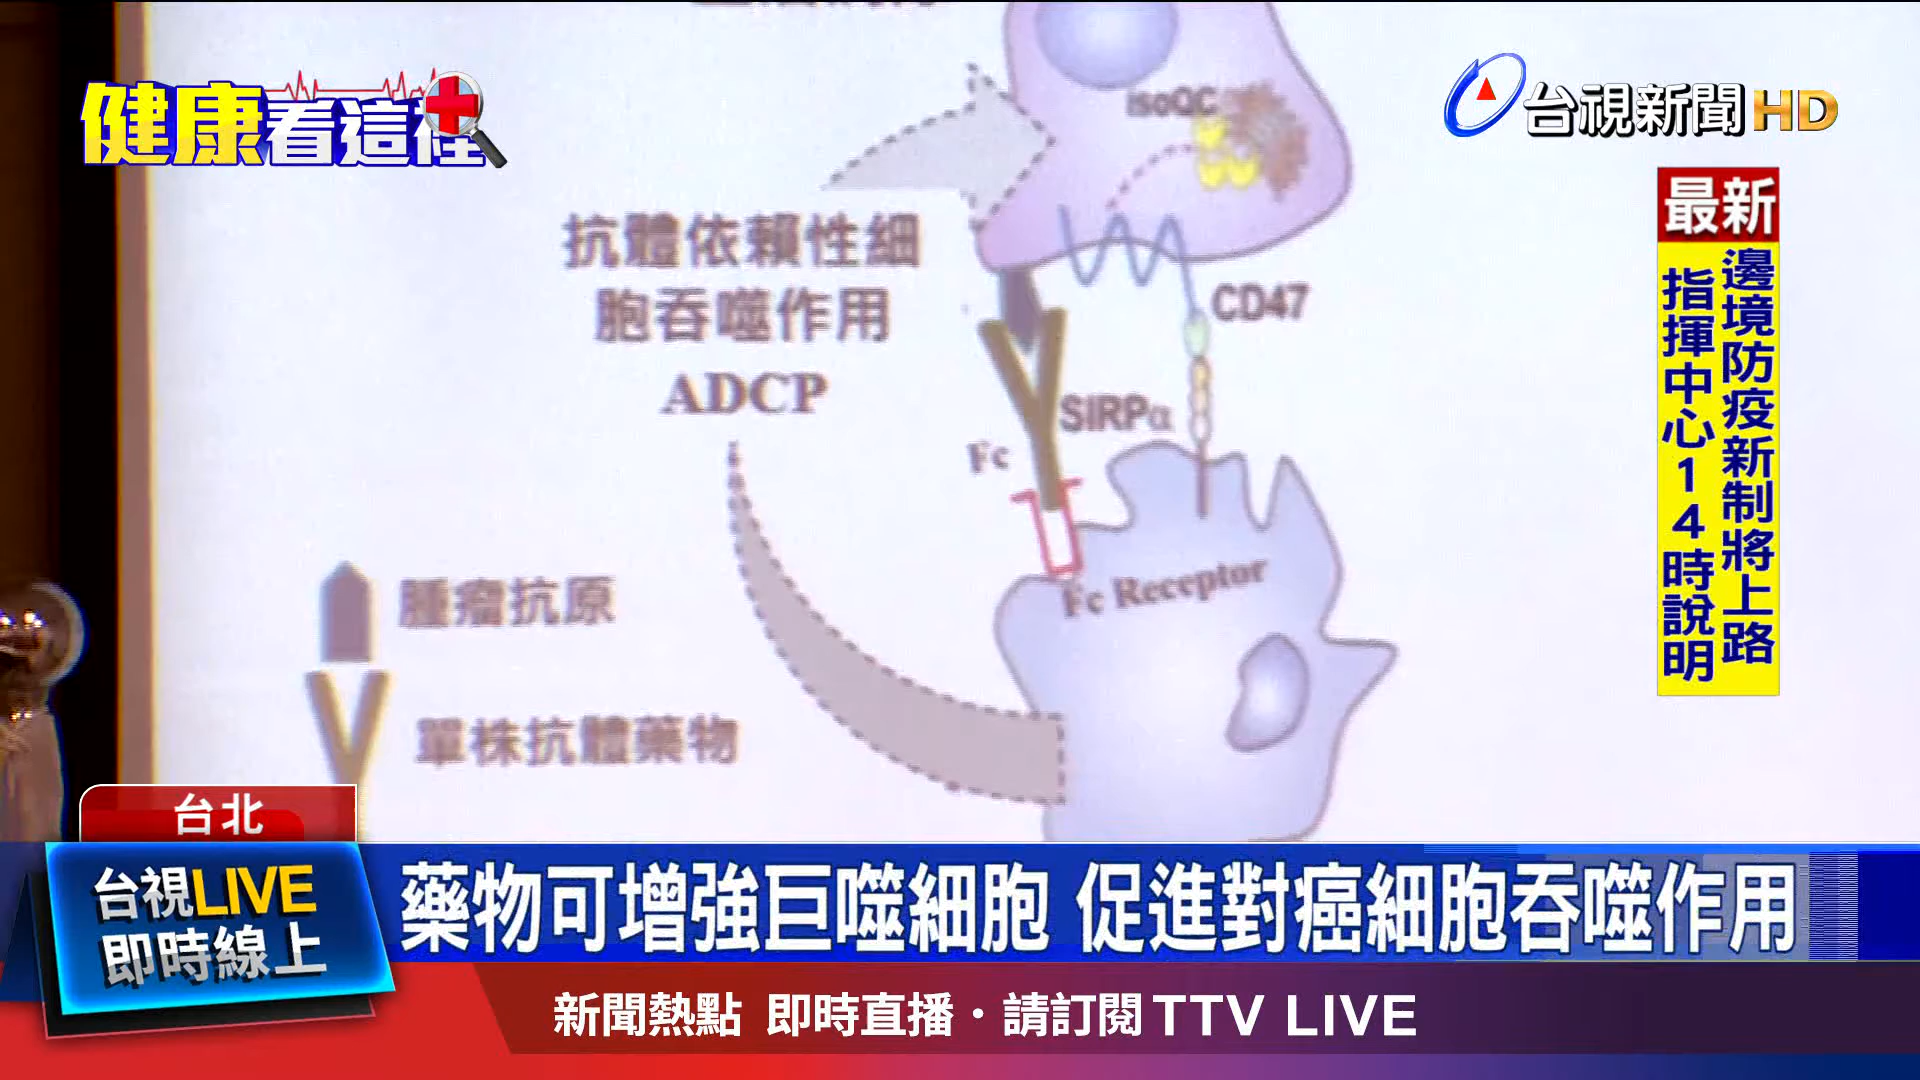 健康看這裡
台視新聞HD
最新
邊境防疫新制將上路
指揮中心14時說明
isoQC
抗體依賴性細
胞吞噬作用
ADCP
CD47
SIRPα
Fc
Fc Receptor
腫瘤抗原
單株抗體藥物
台北
台視LIVE
即時線上
藥物可增強巨噬細胞 促進對癌細胞吞噬作用
新聞熱點 即時直播・請訂閱TTV LIVE